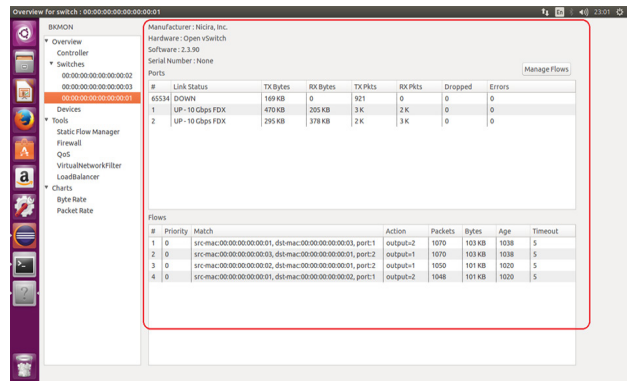 Overview for switch : 00:00:00:00:00:00:00:01
En
23:01
BKMON
Overview
Controller
Switches
00:00:00:00:00:00:00:02
00:00:00:00:00:00:00:03
00:00:00:00:00:00:00:01
Devices
Tools
Static Flow Manager
Firewall
QoS
VirtualNetworkFilter
LoadBalancer
Charts
Byte Rate
Packet Rate
Manufacturer : Nicira, Inc.
Hardware : Open vSwitch
Software : 2.3.90
Serial Number : None
Ports
Manage Flows
# Link Status TX Bytes RX Bytes TX Pkts RX Pkts Dropped Errors
65534 DOWN 169 KB 0 921 0 0 0
1 UP - 10 Gbps FDX 470 KB 205 KB 3 K 2 K 0 0
2 UP - 10 Gbps FDX 295 KB 378 KB 2 K 3 K 0 0
Flows
# Priority Match Action Packets Bytes Age Timeout
1 0 src-mac:00:00:00:00:00:01, dst-mac:00:00:00:00:00:03, port:1 output=2 1070 103 KB 1038 5
2 0 src-mac:00:00:00:00:00:03, dst-mac:00:00:00:00:00:01, port:2 output=1 1070 103 KB 1038 5
3 0 src-mac:00:00:00:00:00:02, dst-mac:00:00:00:00:00:01, port:2 output=1 1050 101 KB 1020 5
4 0 src-mac:00:00:00:00:00:01, dst-mac:00:00:00:00:00:02, port:1 output=2 1048 101 KB 1020 5